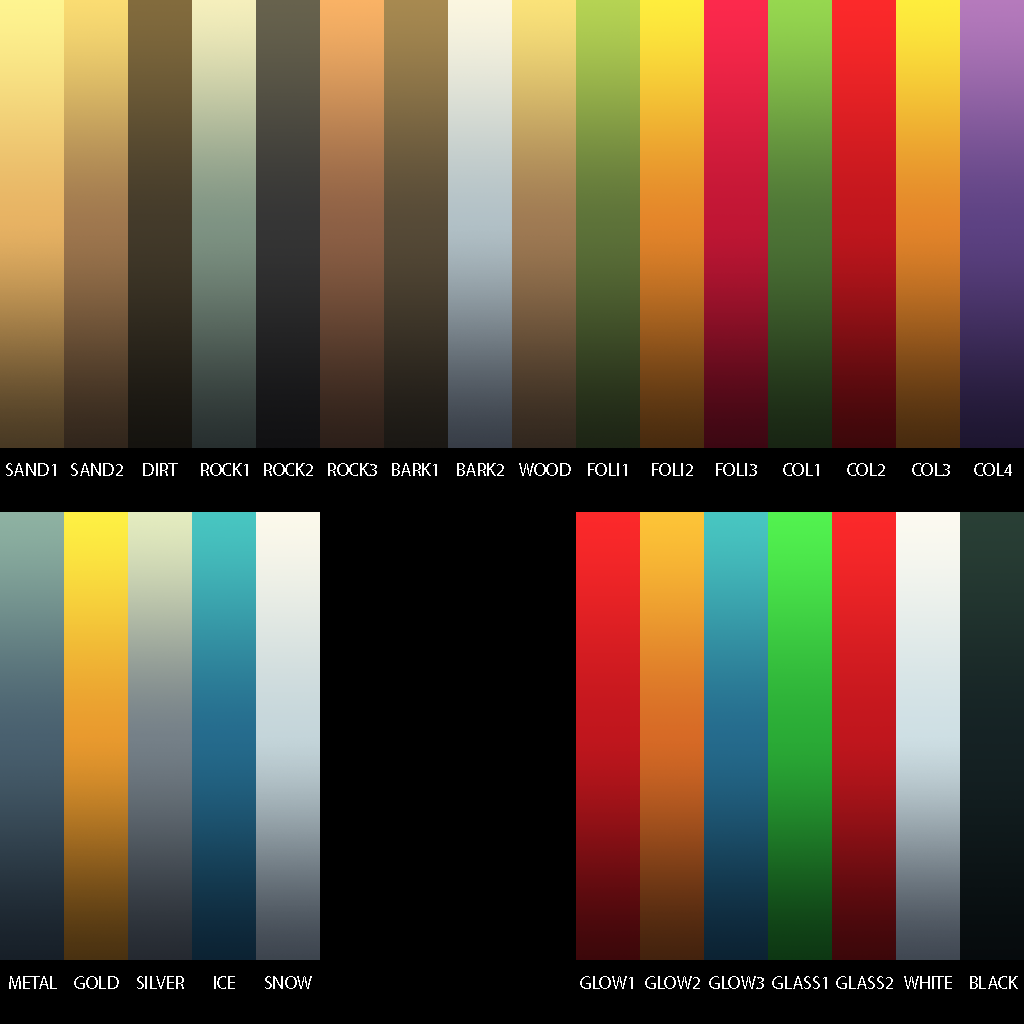 SAND1 SAND2 DIRT ROCK1 ROCK2 ROCK3 BARK1 BARK2 WOOD FOLI1 FOLI2 FOLI3 COL1 COL2 COL3 COL4
METAL GOLD SILVER ICE SNOW GLOW1 GLOW2 GLOW3 GLASS1 GLASS2 WHITE BLACK